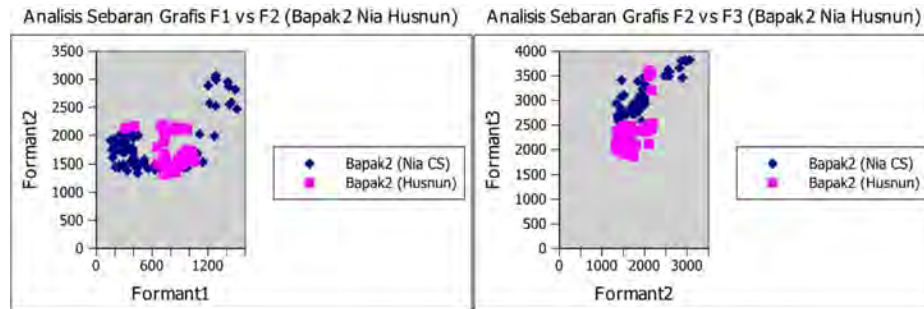 Analisis Sebaran Grafis F1 vs F2 (Bapak2 Nia Husnun)
3500
3000
2500
2000
1500
1000
500
0
0 600 1200
Formant2
Formant1
Bapak2 (Nia CS)
Bapak2 (Husnun)
Analisis Sebaran Grafis F2 vs F3 (Bapak2 Nia Husnun)
4000
3500
3000
2500
2000
1500
1000
500
0
0 1000 2000 3000
Formant3
Formant2
Bapak2 (Nia CS)
Bapak2 (Husnun)